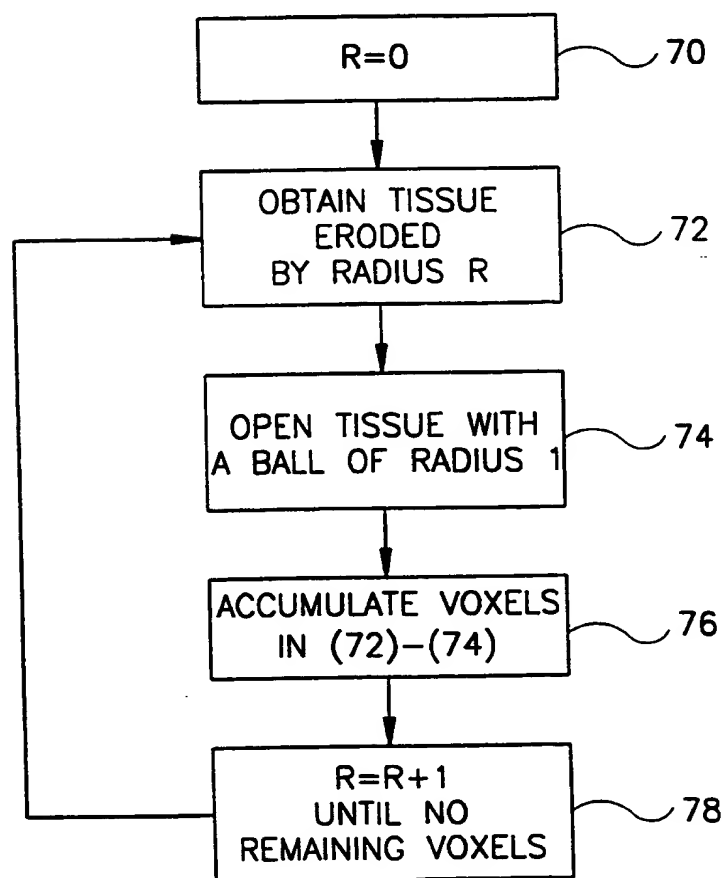 R=0
70
OBTAIN TISSUE
ERODED
BY RADIUS R
72
OPEN TISSUE WITH
A BALL OF RADIUS 1
74
ACCUMULATE VOXELS
IN (72)-(74)
76
R=R+1
UNTIL NO
REMAINING VOXELS
78